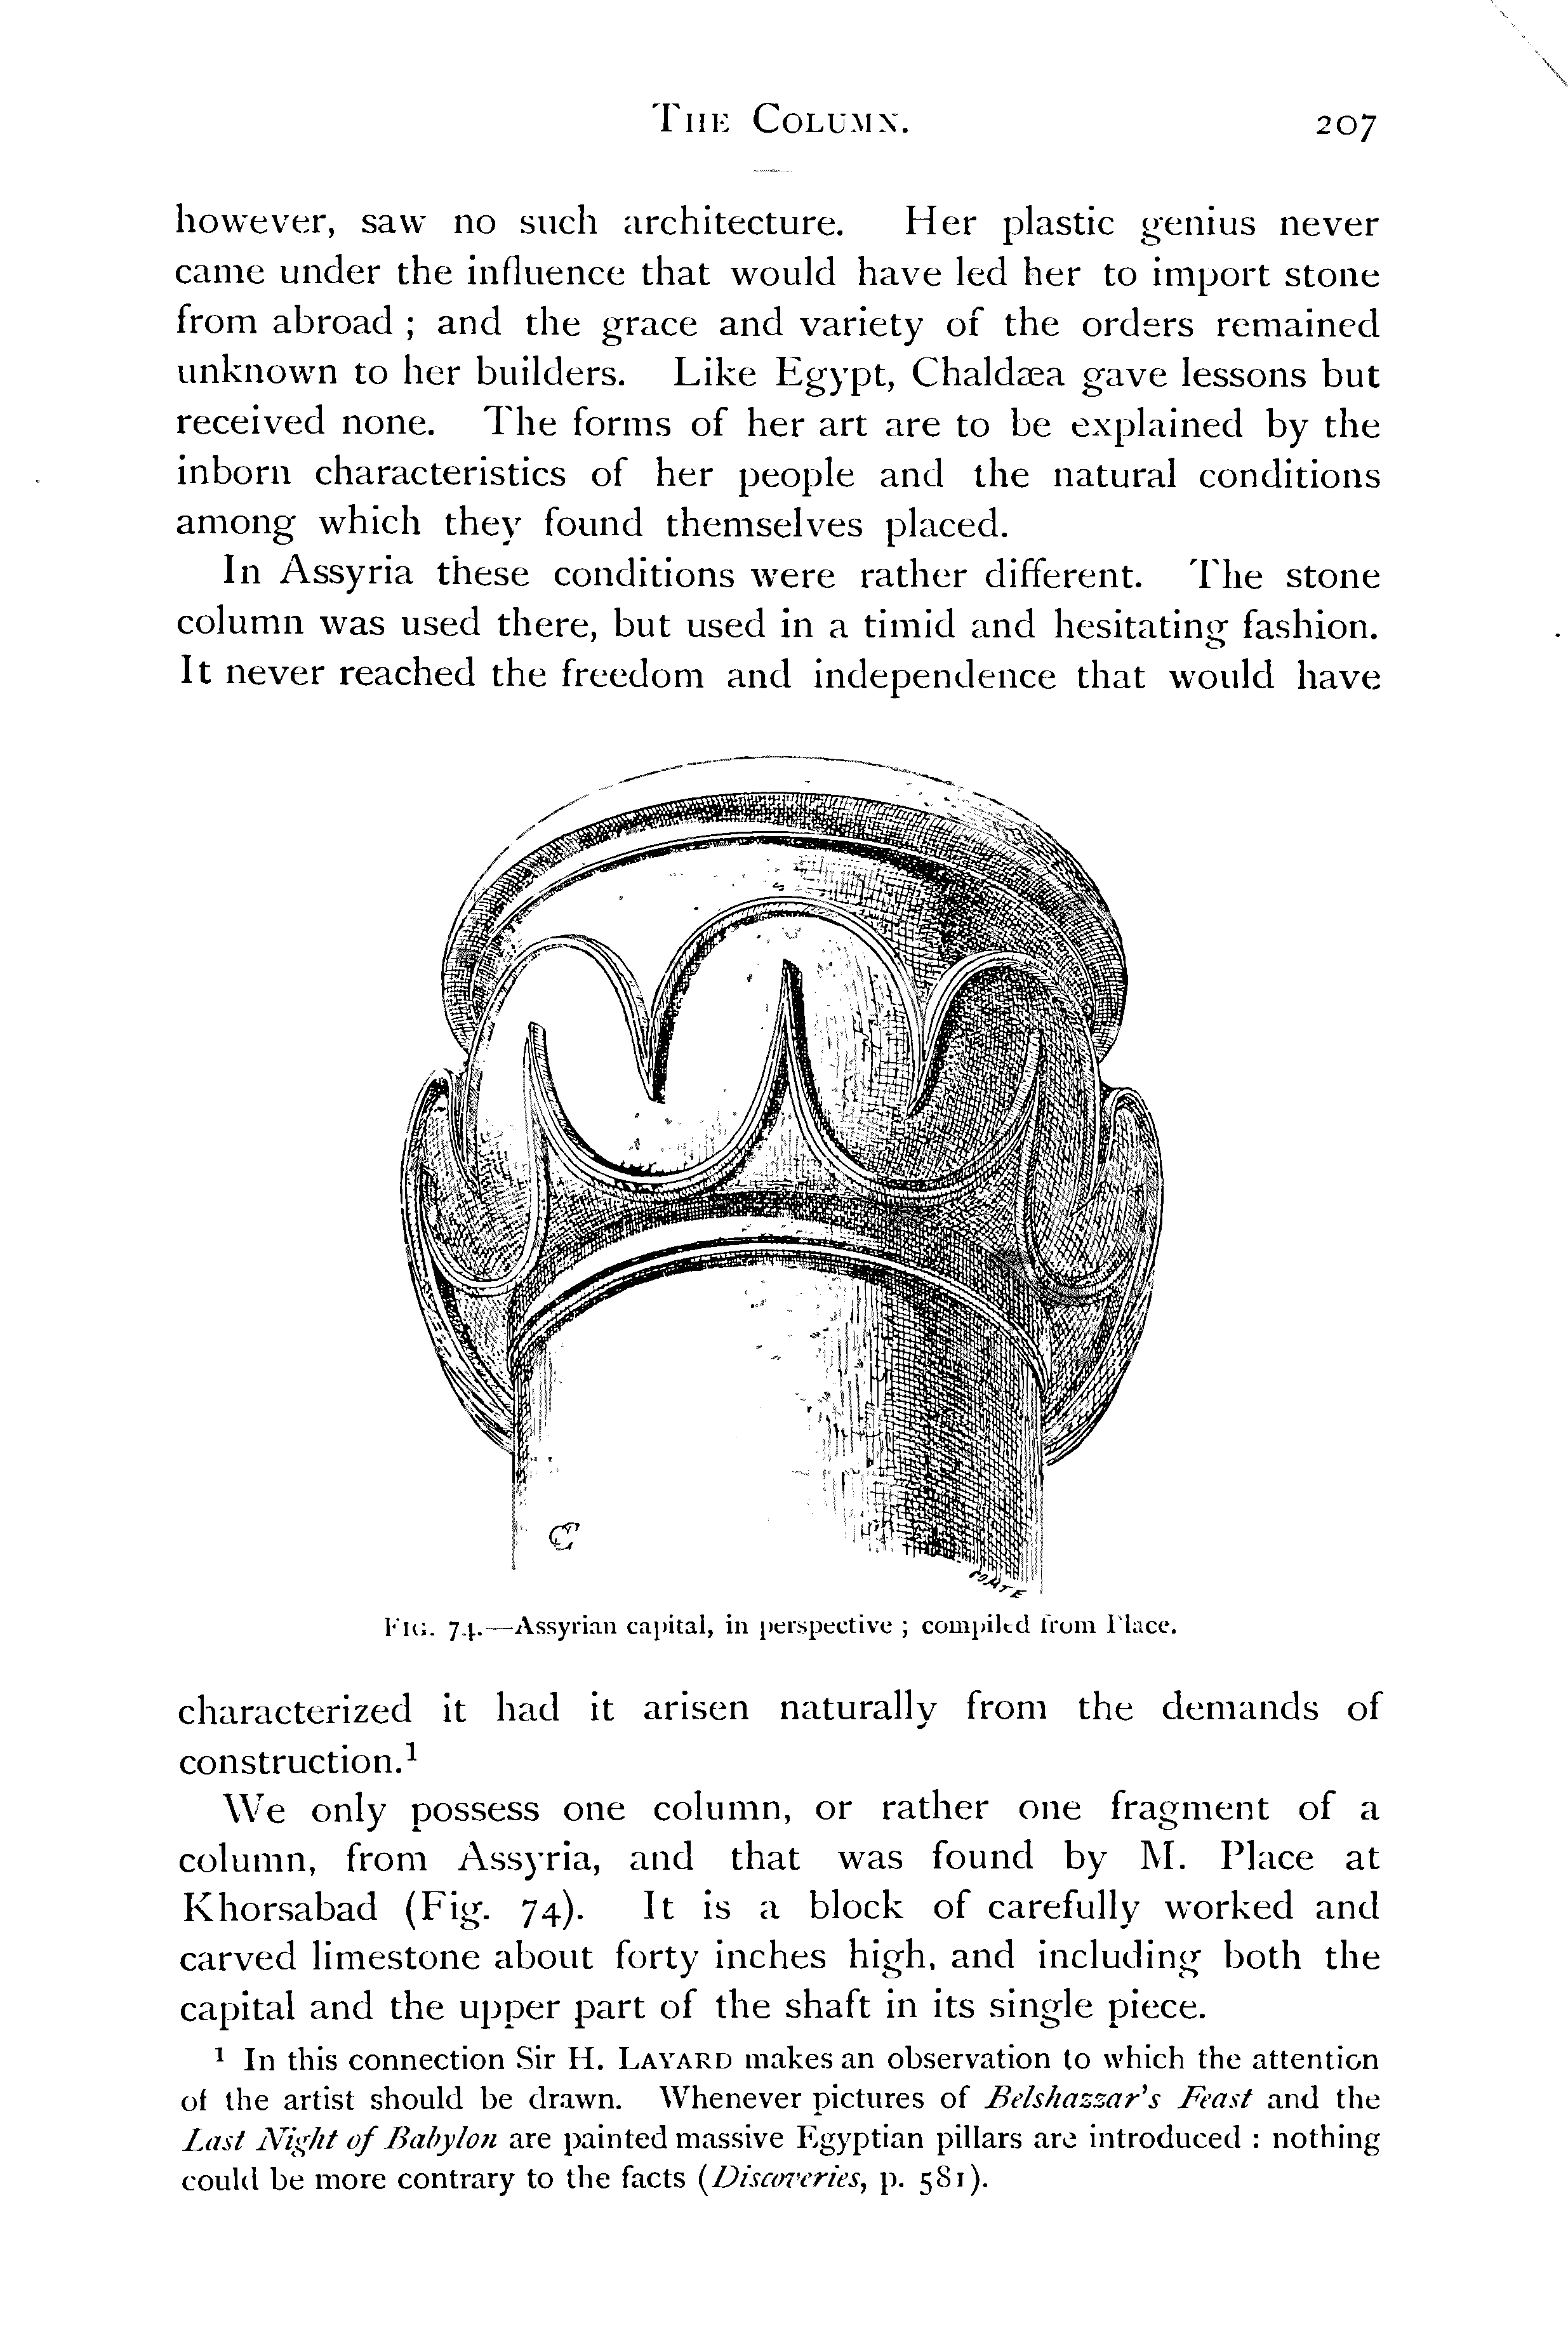 The Column.
207
however, saw no such architecture. Her plastic genius never
came under the influence that would have led her to import stone
from abroad ; and the grace and variety of the orders remained
unknown to her builders. Like Egypt, Chaldæa gave lessons but
received none. The forms of her art are to be explained by the
inborn characteristics of her people and the natural conditions
among which they found themselves placed.
In Assyria these conditions were rather different. The stone
column was used there, but used in a timid and hesitating fashion.
It never reached the freedom and independence that would have
COMTE
Fig. 74.—Assyrian capital, in perspective ; compiled from Place.
characterized it had it arisen naturally from the demands of
construction.¹
We only possess one column, or rather one fragment of a
column, from Assyria, and that was found by M. Place at
Khorsabad (Fig. 74). It is a block of carefully worked and
carved limestone about forty inches high, and including both the
capital and the upper part of the shaft in its single piece.
¹ In this connection Sir H. Layard makes an observation to which the attention
of the artist should be drawn. Whenever pictures of Belshazzar's Feast and the
Last Night of Babylon are painted massive Egyptian pillars are introduced : nothing
could be more contrary to the facts (Discoveries, p. 581).